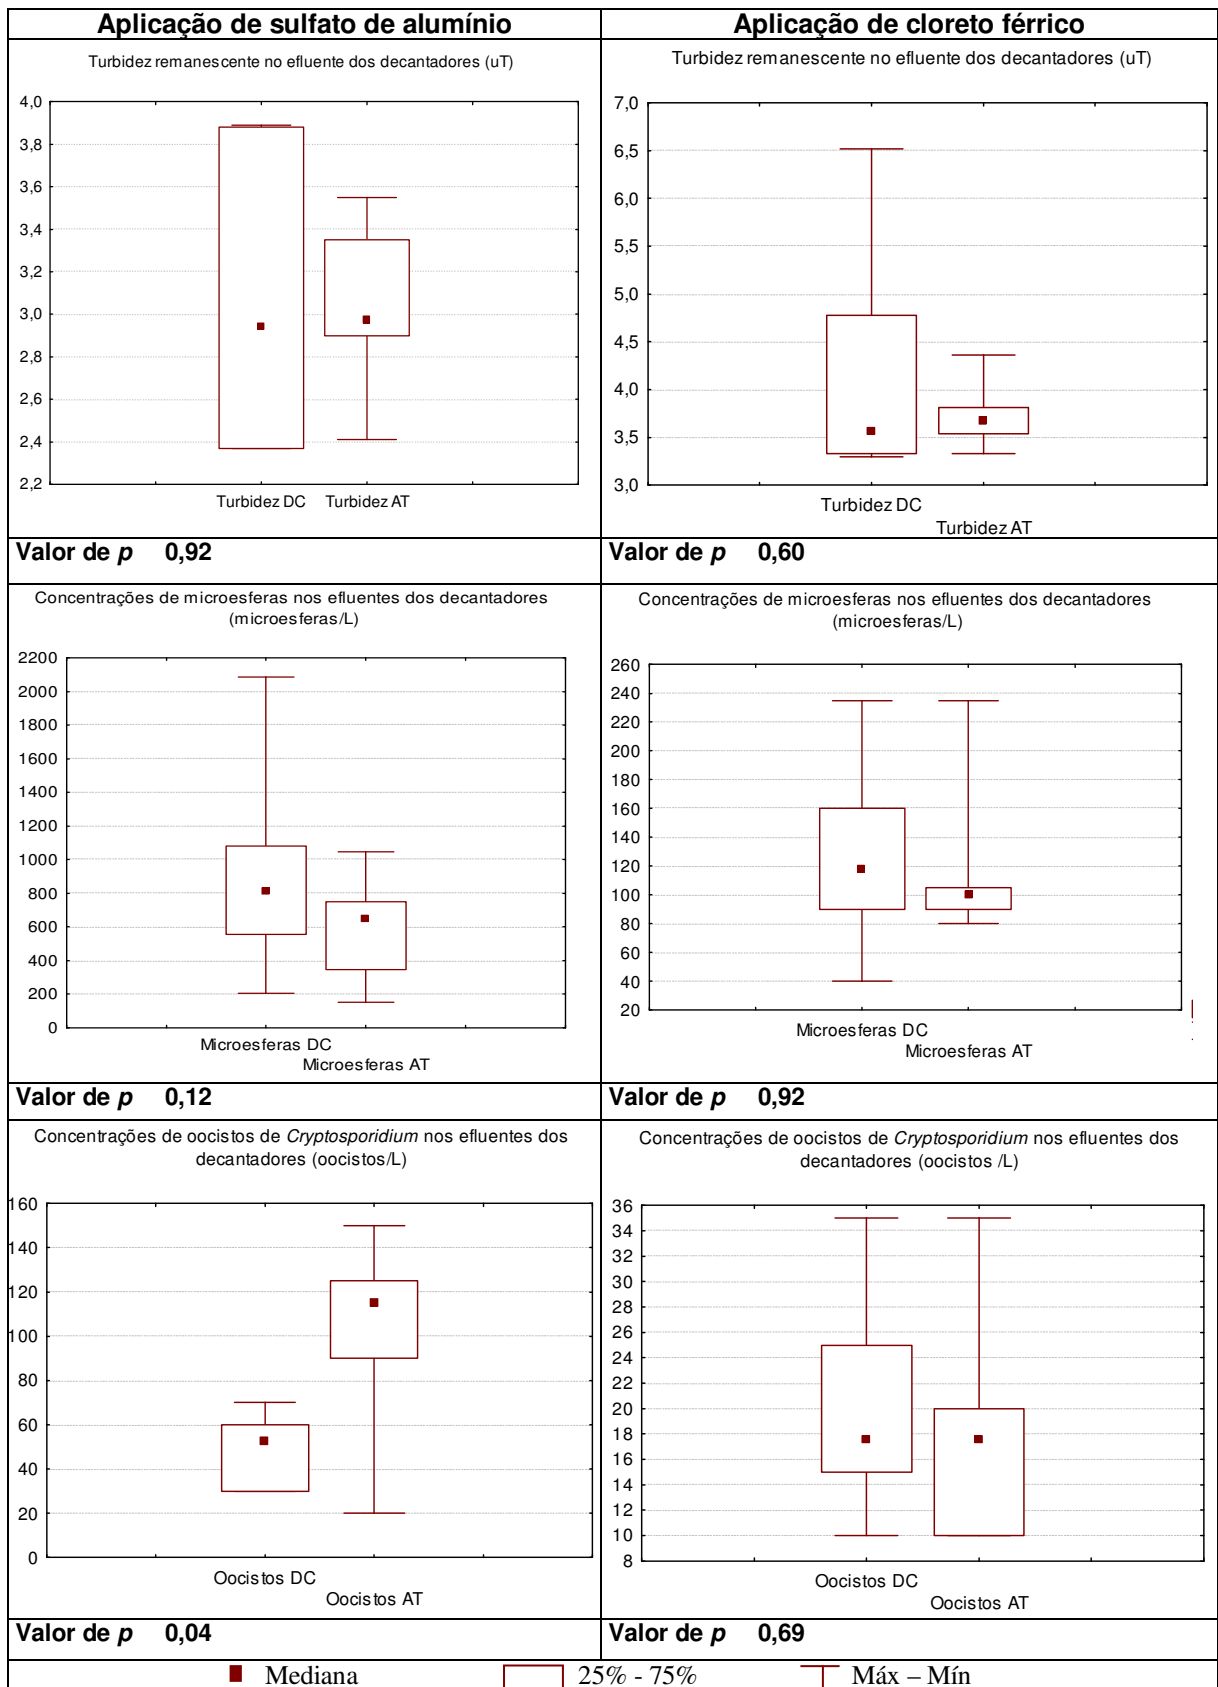 Aplicação de sulfato de alumínio
Aplicação de cloreto férrico
Turbidez remanescente no efluente dos decantadores (uT)
4,0
3,8
3,6
3,4
3,2
3,0
2,8
2,6
2,4
2,2
Turbidez DC Turbidez AT
Turbidez remanescente no efluente dos decantadores (uT)
7,0
6,5
6,0
5,5
5,0
4,5
4,0
3,5
3,0
Turbidez DC
Turbidez AT
Valor de p 0,92
Valor de p 0,60
Concentrações de microesferas nos efluentes dos decantadores
(microesferas/L)
2200
2000
1800
1600
1400
1200
1000
800
600
400
200
0
Microesferas DC
Microesferas AT
Concentrações de microesferas nos efluentes dos decantadores
(microesferas/L)
260
240
220
200
180
160
140
120
100
80
60
40
20
Microesferas DC
Microesferas AT
Valor de p 0,12
Valor de p 0,92
Concentrações de oocistos de Cryptosporidium nos efluentes dos
decantadores (oocistos/L)
160
140
120
100
80
60
40
20
0
Oocistos DC
Oocistos AT
Concentrações de oocistos de Cryptosporidium nos efluentes dos
decantadores (oocistos /L)
36
34
32
30
28
26
24
22
20
18
16
14
12
10
8
Oocistos DC
Oocistos AT
Valor de p 0,04
Valor de p 0,69
Mediana 25% - 75% Máx – Mín